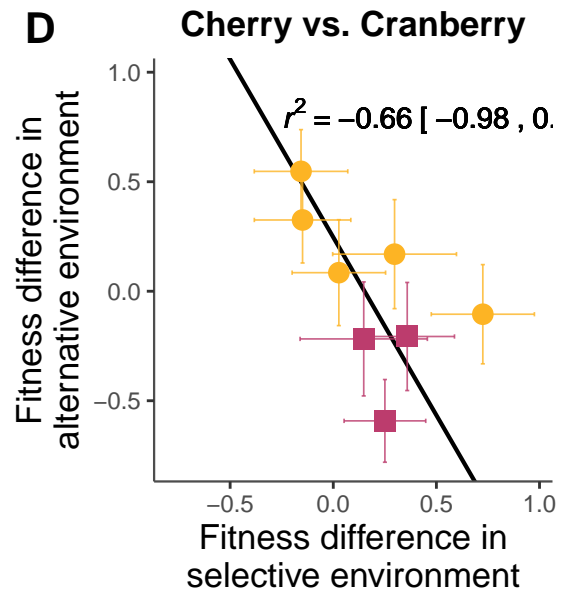 D
Cherry vs. Cranberry
r² = −0.66 [ −0.98 , 0.
1.0
0.5
0.0
−0.5
Fitness difference in
alternative environment
−0.5 0.0 0.5 1.0
Fitness difference in
selective environment